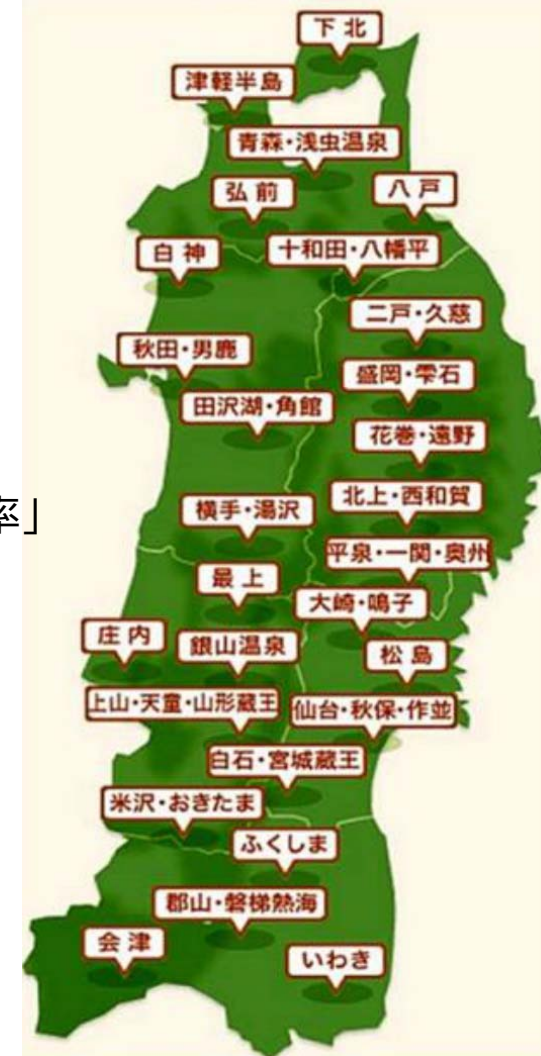 下北
津軽半島
青森・浅虫温泉
弘前
八戸
白神
十和田・八幡平
二戸・久慈
秋田・男鹿
盛岡・雫石
田沢湖・角館
花巻・遠野
北上・西和賀
率」
横手・湯沢
平泉・一関・奥州
最上
大崎・鳴子
庄内
銀山温泉
松島
上山・天童・山形蔵王
仙台・秋保・作並
白石・宮城蔵王
米沢・おきたま
ふくしま
郡山・磐梯熱海
会津
いわき